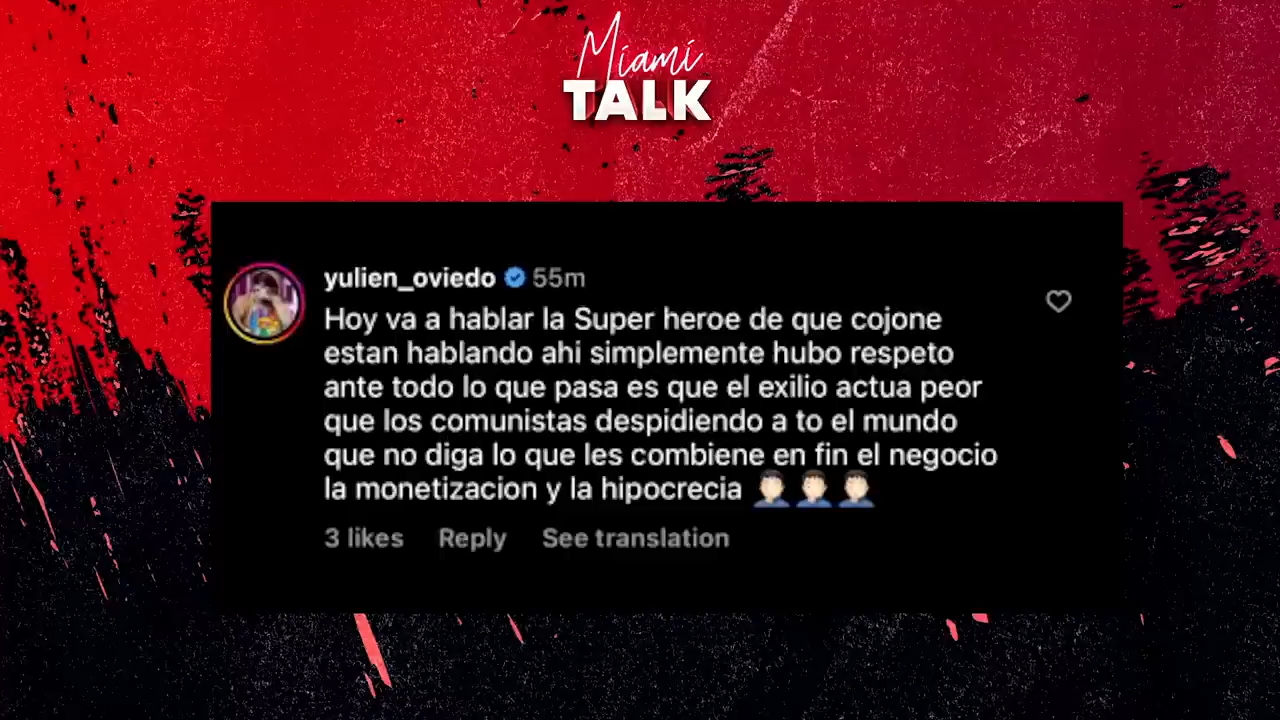 Miami
TALK
yulien_oviedo 55m
Hoy va a hablar la Super heroe de que cojone
estan hablando ahi simplemente hubo respeto
ante todo lo que pasa es que el exilio actua peor
que los comunistas despidiendo a to el mundo
que no diga lo que les combiene en fin el negocio
la monetizacion y la hipocrecia 🤦🏻‍♂️🤦🏻‍♂️🤦🏻‍♂️
3 likes Reply See translation